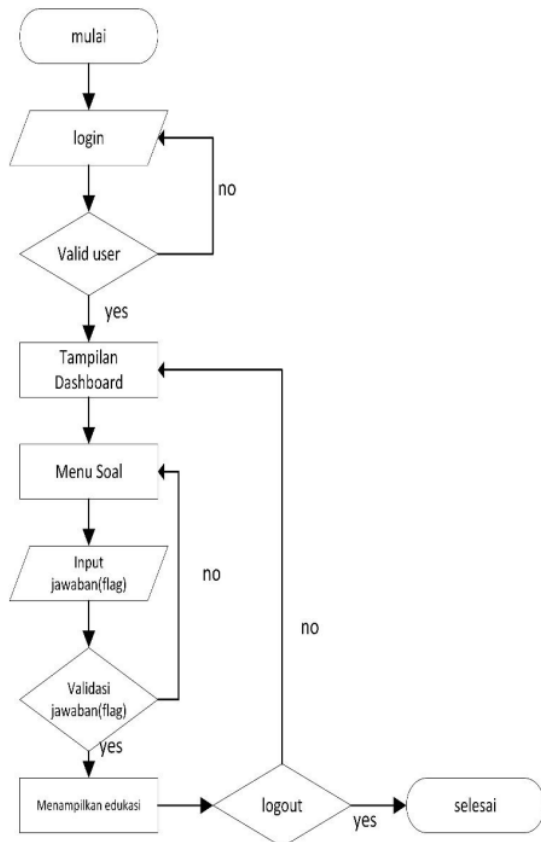 mulai
login
no
Valid user
yes
Tampilan
Dashboard
Menu Soal
Input
jawaban(flag)
no
no
Validasi
jawaban(flag)
yes
Menampilkan edukasi
logout
yes
selesai